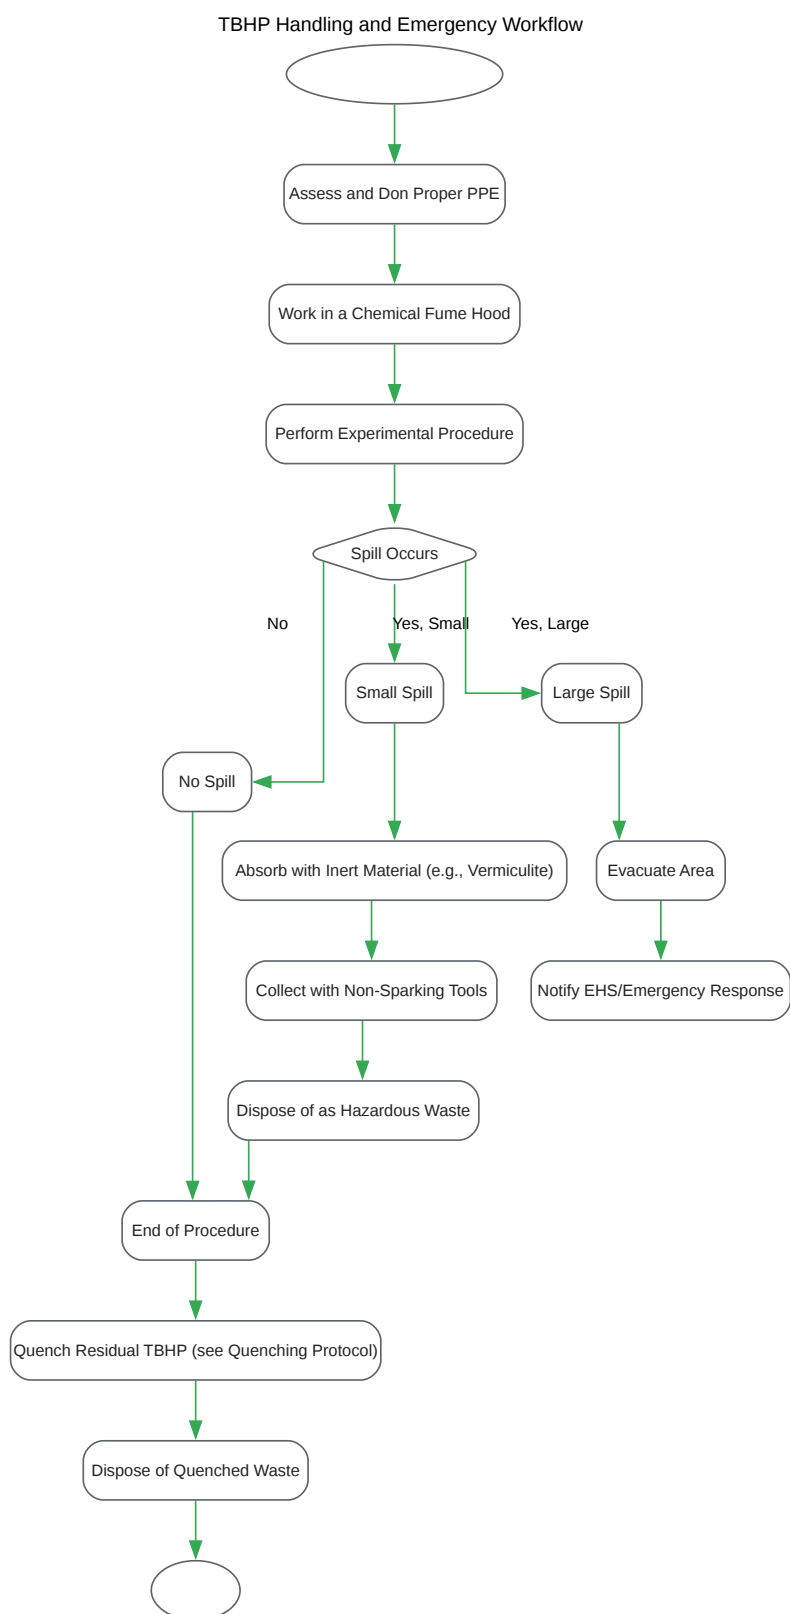 TBHP Handling and Emergency Workflow
Assess and Don Proper PPE
Work in a Chemical Fume Hood
Perform Experimental Procedure
Spill Occurs
No
Yes, Small
Yes, Large
Small Spill
Large Spill
No Spill
Absorb with Inert Material (e.g., Vermiculite)
Evacuate Area
Collect with Non-Sparking Tools
Notify EHS/Emergency Response
Dispose of as Hazardous Waste
End of Procedure
Quench Residual TBHP (see Quenching Protocol)
Dispose of Quenched Waste